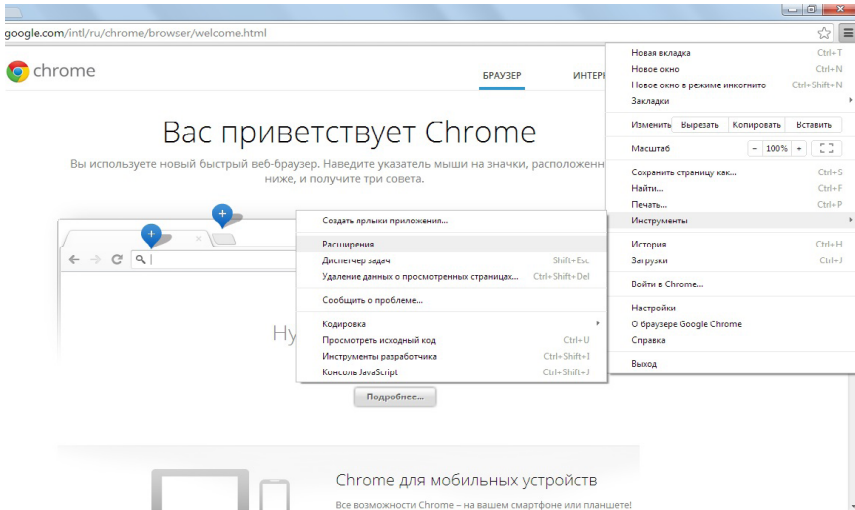 google.com/intl/ru/chrome/browser/welcome.html
chrome
БРАУЗЕР ИНТЕРН
Вас приветствует Chrome
Вы используете новый быстрый веб-браузер. Наведите указатель мыши на значки, расположенн
ниже, и получите три совета.
Ну
Подробнее...
Chrome для мобильных устройств
Все возможности Chrome – на вашем смартфоне или планшете!
Новая вкладка Ctrl+T
Новое окно Ctrl+N
Новое окно в режиме инкогнито Ctrl+Shift+N
Закладки
Изменить Вырезать Копировать Вставить
Масштаб - 100% +
Сохранить страницу как... Ctrl+S
Найти... Ctrl+F
Печать... Ctrl+P
Инструменты
История Ctrl+H
Загрузки Ctrl+J
Войти в Chrome...
Настройки
О браузере Google Chrome
Справка
Выход
Создать ярлыки приложения...
Расширения
Диспетчер задач Shift+Esc
Удаление данных о просмотренных страницах... Ctrl+Shift+Del
Сообщить о проблеме...
Кодировка
Просмотреть исходный код Ctrl+U
Инструменты разработчика Ctrl+Shift+I
Консоль JavaScript Ctrl+Shift+J